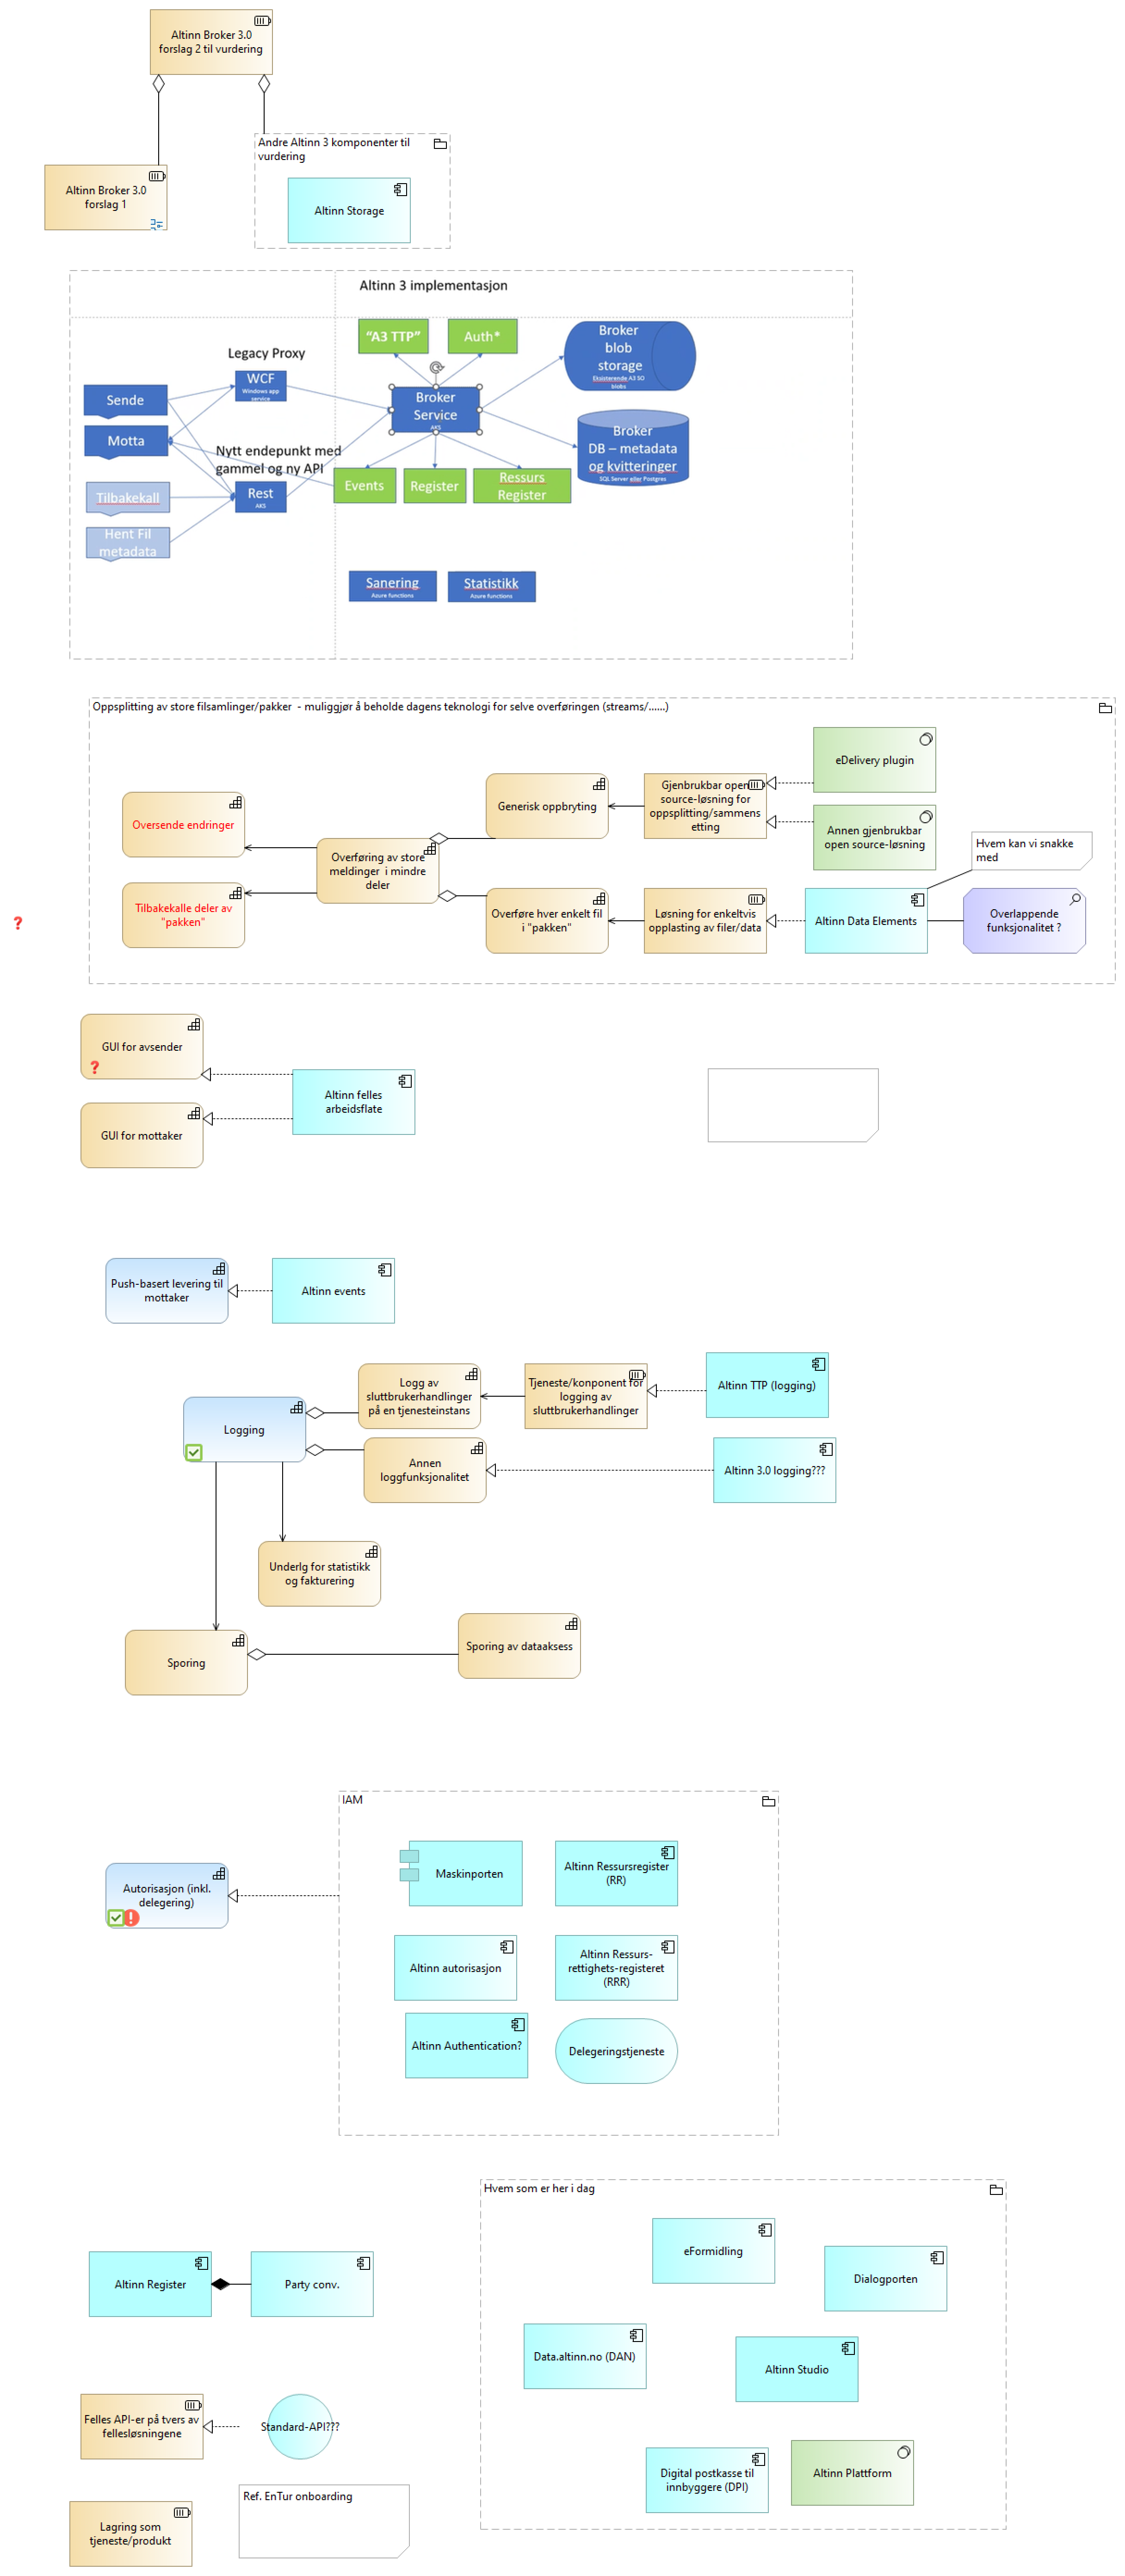 Altinn Broker 3.0
forslag 2 til vurdering
Andre Altinn 3 komponenter til
vurdering
Altinn Broker 3.0
forslag 1
Altinn Storage
Altinn 3 implementasjon
"A3 TTP"
Auth*
Broker
blob
storage
Eksisterende A3 SO
blobs
Legacy Proxy
WCF
Windows app
service
Sende
Broker
Service
AKS
Motta
Broker
DB – metadata
og kvitteringer
SQL Server eller Postgres
Nytt endepunkt med
gammel og ny API
Tilbakekall
Rest
AKS
Events
Register
Ressurs
Register
Hent Fil
metadata
Sanering
Azure functions
Statistikk
Azure functions
Oppsplitting av store filsamlinger/pakker - muliggjør å beholde dagens teknologi for selve overføringen (streams/......)
eDelivery plugin
Oversende endringer
Generisk oppbryting
Gjenbrukbar open
source-løsning for
oppsplitting/sammens
etting
Annen gjenbrukbar
open source-løsning
Hvem kan vi snakke
med
Overføring av store
meldinger i mindre
deler
Tilbakekalle deler av
"pakken"
Overføre hver enkelt fil
i "pakken"
Løsning for enkeltvis
opplasting av filer/data
Altinn Data Elements
Overlappende
funksjonalitet ?
GUI for avsender
Altinn felles
arbeidsflate
GUI for mottaker
Push-basert levering til
mottaker
Altinn events
Logg av
sluttbrukerhandlinger
på en tjenesteinstans
Tjeneste/konponent for
logging av
sluttbrukerhandlinger
Altinn TTP (logging)
Logging
Annen
loggfunksjonalitet
Altinn 3.0 logging???
Underlg for statistikk
og fakturering
Sporing
Sporing av dataaksess
IAM
Maskinporten
Altinn Ressursregister
(RR)
Autorisasjon (inkl.
delegering)
Altinn autorisasjon
Altinn Ressurs-
rettighets-registeret
(RRR)
Altinn Authentication?
Delegeringstjeneste
Hvem som er her i dag
eFormidling
Dialogporten
Altinn Register
Party conv.
Data.altinn.no (DAN)
Altinn Studio
Felles API-er på tvers av
fellesløsningene
Standard-API???
Digital postkasse til
innbyggere (DPI)
Altinn Plattform
Ref. EnTur onboarding
Lagring som
tjeneste/produkt